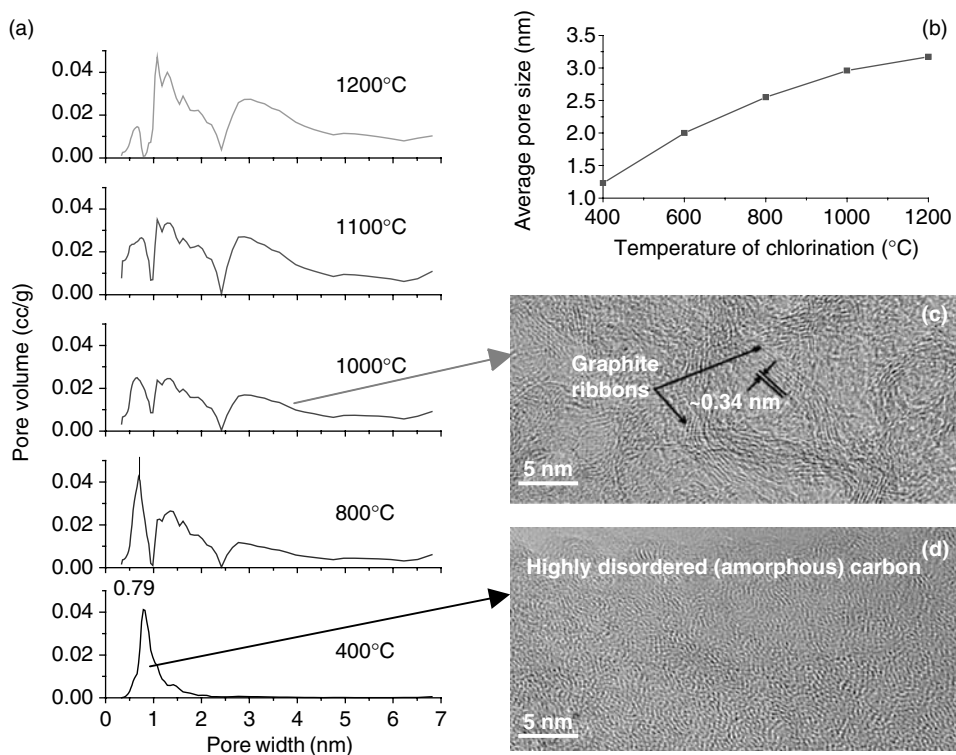 (a)
0.04
0.02
0.00
1200°C
0.04
0.02
0.00
1100°C
0.04
0.02
0.00
1000°C
0.04
0.02
0.00
800°C
0.79
0.04
0.02
0.00
400°C
0 1 2 3 4 5 6 7
Pore width (nm)
Pore volume (cc/g)
(b)
3.5
3.0
2.5
2.0
1.5
1.0
400 600 800 1000 1200
Temperature of chlorination (°C)
Average pore size (nm)
(c)
Graphite
ribbons
~0.34 nm
5 nm
(d)
Highly disordered (amorphous) carbon
5 nm